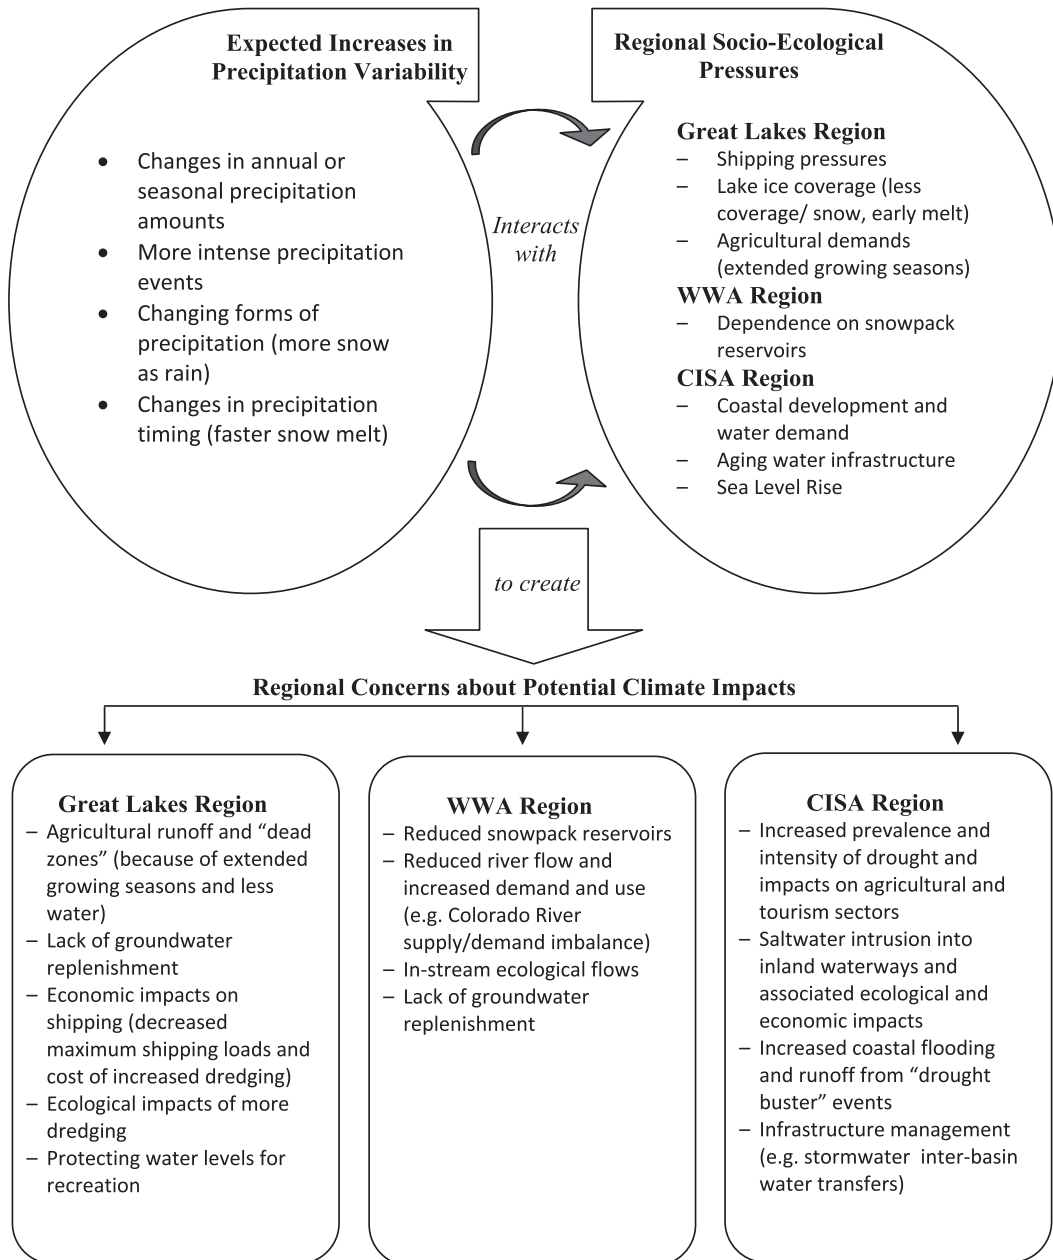 Expected Increases in
Precipitation Variability
• Changes in annual or
seasonal precipitation
amounts
• More intense precipitation
events
• Changing forms of
precipitation (more snow
as rain)
• Changes in precipitation
timing (faster snow melt)
Interacts
with
Regional Socio-Ecological
Pressures
Great Lakes Region
– Shipping pressures
– Lake ice coverage (less
coverage/ snow, early melt)
– Agricultural demands
(extended growing seasons)
WWA Region
– Dependence on snowpack
reservoirs
CISA Region
– Coastal development and
water demand
– Aging water infrastructure
– Sea Level Rise
to create
Regional Concerns about Potential Climate Impacts
Great Lakes Region
– Agricultural runoff and “dead
zones” (because of extended
growing seasons and less
water)
– Lack of groundwater
replenishment
– Economic impacts on
shipping (decreased
maximum shipping loads and
cost of increased dredging)
– Ecological impacts of more
dredging
– Protecting water levels for
recreation
WWA Region
– Reduced snowpack reservoirs
– Reduced river flow and
increased demand and use
(e.g. Colorado River
supply/demand imbalance)
– In-stream ecological flows
– Lack of groundwater
replenishment
CISA Region
– Increased prevalence and
intensity of drought and
impacts on agricultural and
tourism sectors
– Saltwater intrusion into
inland waterways and
associated ecological and
economic impacts
– Increased coastal flooding
and runoff from “drought
buster” events
– Infrastructure management
(e.g. stormwater inter-basin
water transfers)